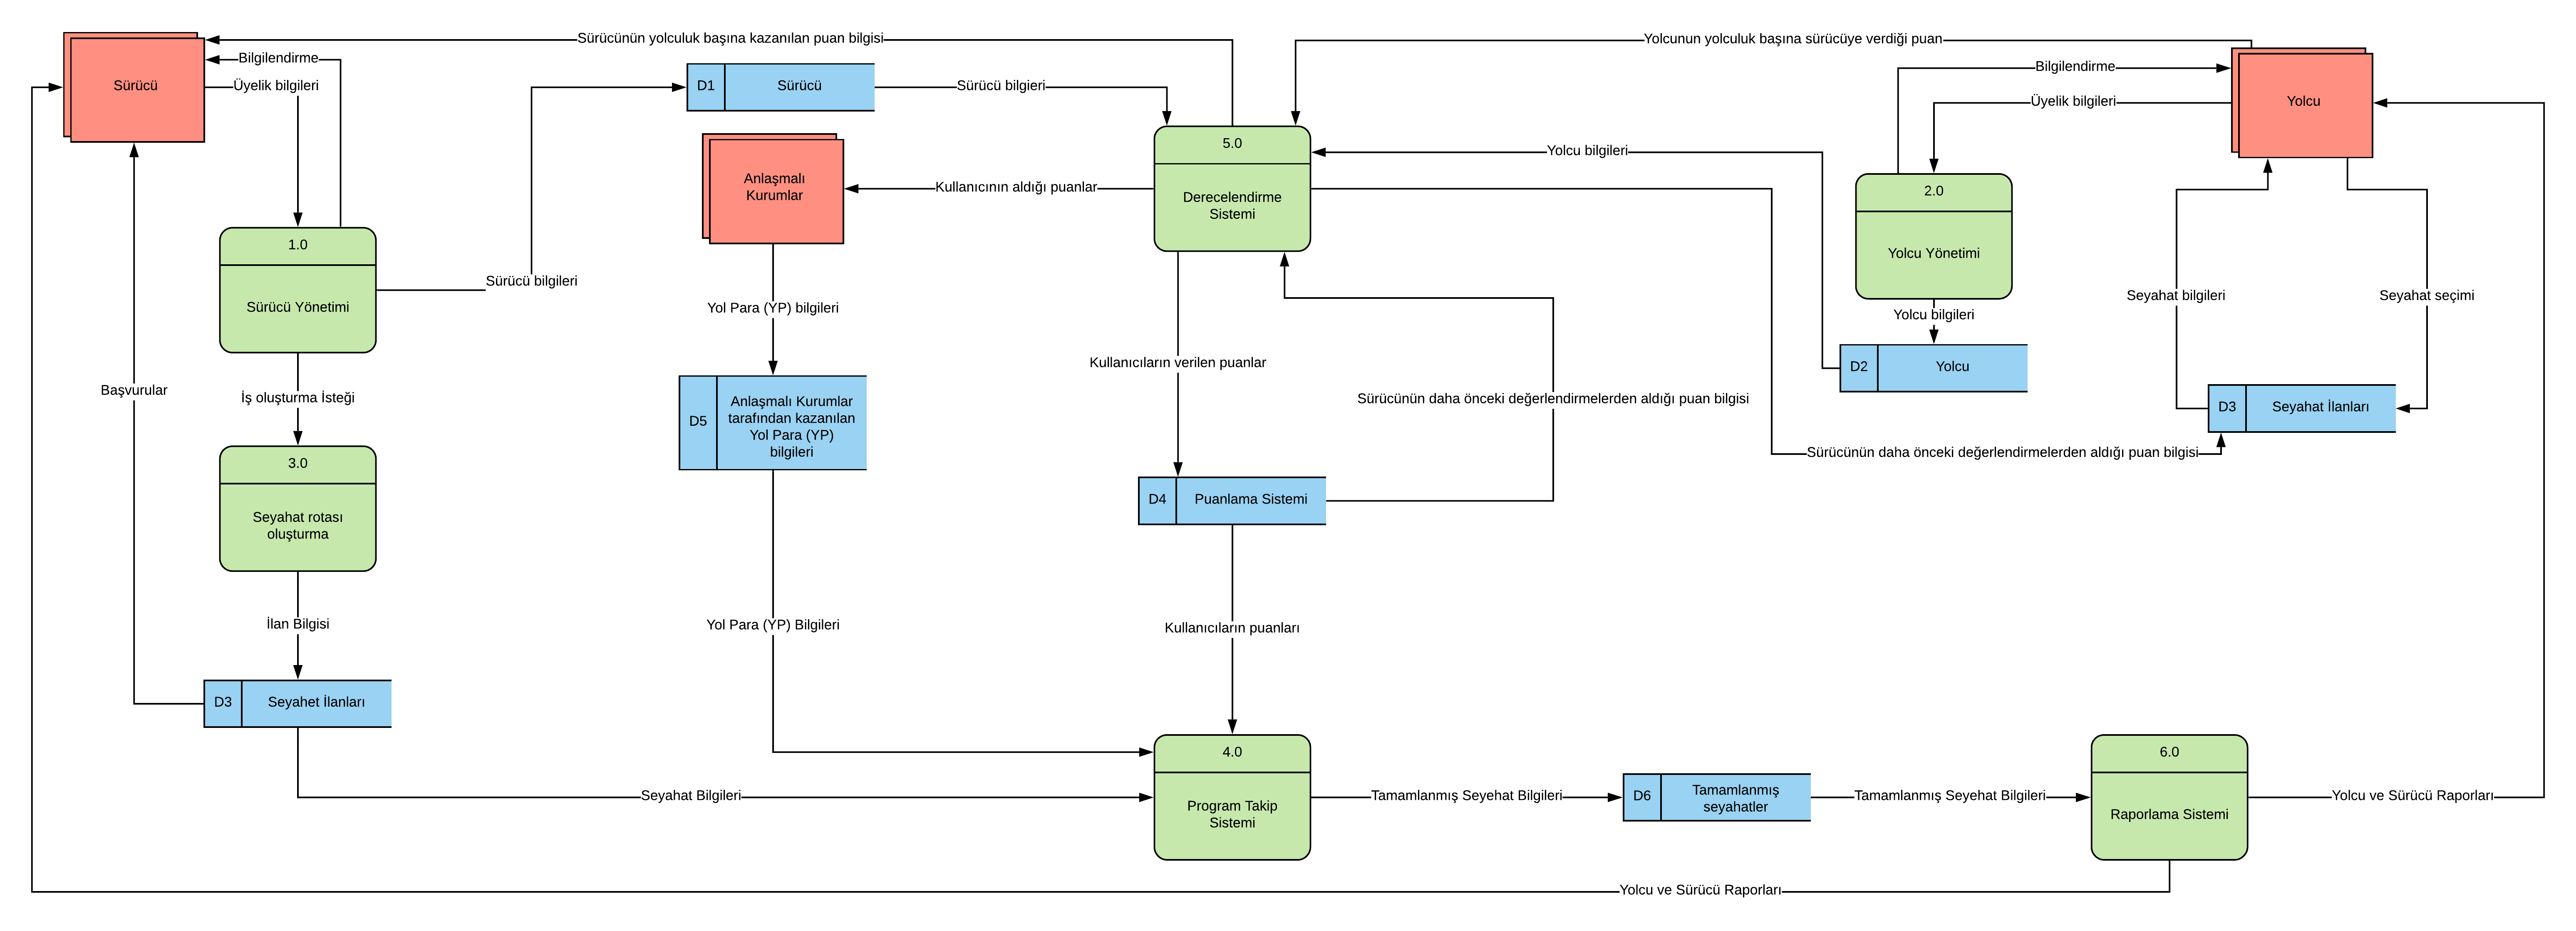 Sürücünün yolculuk başına kazanılan puan bilgisi
Yolcunun yolculuk başına sürücüye verdiği puan
Bilgilendirme
Bilgilendirme
Sürücü
Üyelik bilgileri
D1
Sürücü
Sürücü bilgieri
Üyelik bilgileri
Yolcu
5.0
Yolcu bilgileri
Anlaşmalı
Kurumlar
Kullanıcının aldığı puanlar
Derecelendirme
Sistemi
2.0
Yolcu Yönetimi
1.0
Sürücü bilgileri
Sürücü Yönetimi
Yol Para (YP) bilgileri
Seyahat bilgileri
Seyahat seçimi
Yolcu bilgileri
Kullanıcıların verilen puanlar
D2
Yolcu
Başvurular
İş oluşturma İsteği
Sürücünün daha önceki değerlendirmelerden aldığı puan bilgisi
D3
Seyahat İlanları
D5
Anlaşmalı Kurumlar
tarafından kazanılan
Yol Para (YP)
bilgileri
Sürücünün daha önceki değerlendirmelerden aldığı puan bilgisi
3.0
Seyahat rotası
oluşturma
D4
Puanlama Sistemi
İlan Bilgisi
Yol Para (YP) Bilgileri
Kullanıcıların puanları
D3
Seyahet İlanları
4.0
Program Takip
Sistemi
6.0
Raporlama Sistemi
Seyahat Bilgileri
Tamamlanmış Seyehat Bilgileri
D6
Tamamlanmış
seyahatler
Tamamlanmış Seyehat Bilgileri
Yolcu ve Sürücü Raporları
Yolcu ve Sürücü Raporları